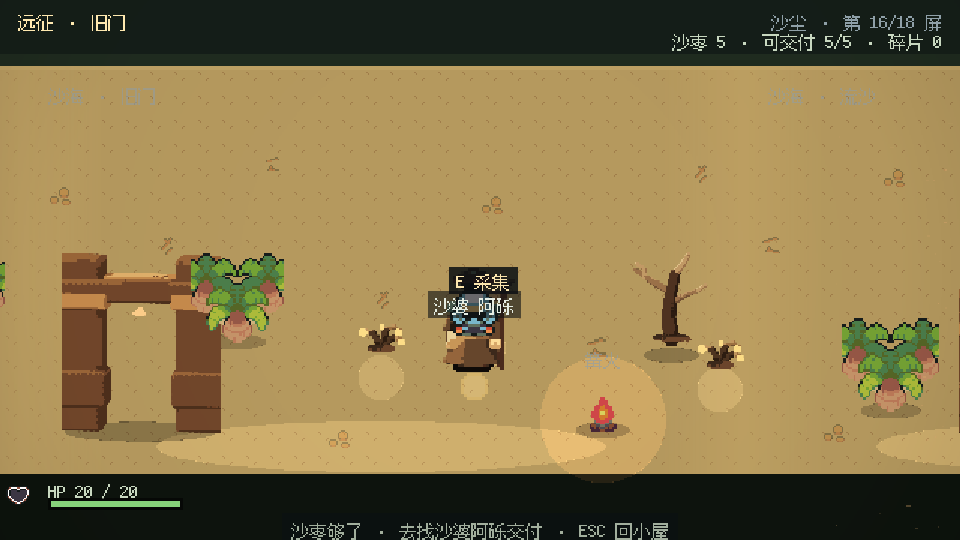 远征 · 旧门
沙尘 · 第 16/18 屏
沙枣 5 · 可交付 5/5 · 碎片 0
E 采集
沙婆 阿砾
HP 20 / 20
沙枣够了 · 去找沙婆阿砾交付 · ESC 回小屋